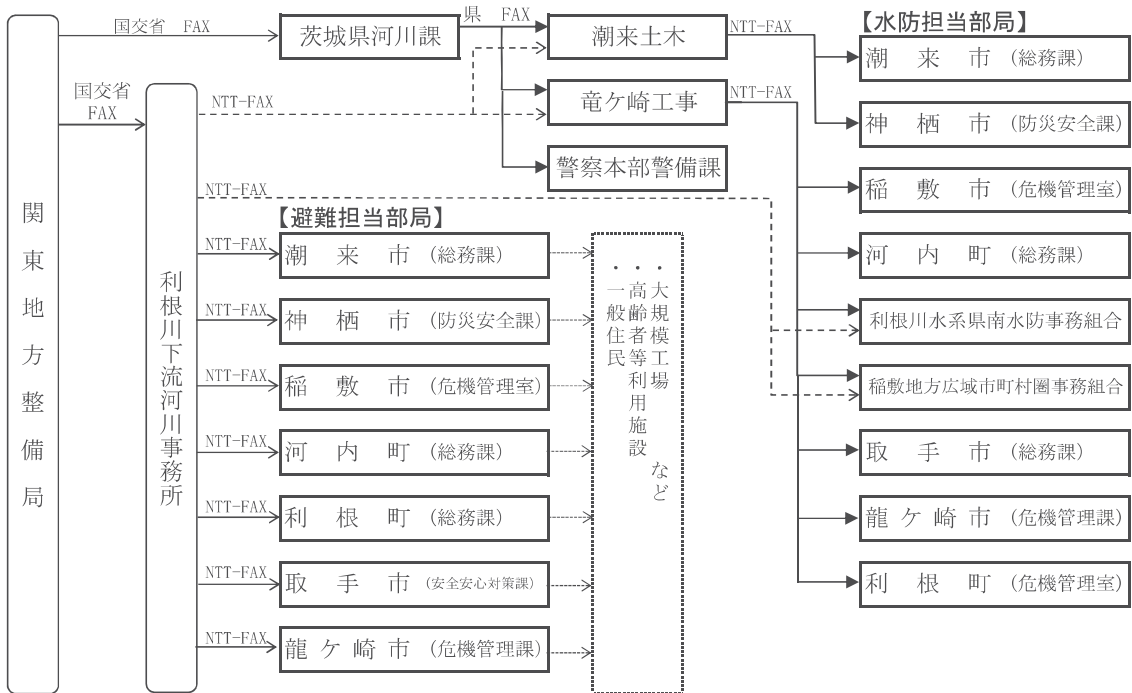 関東地方整備局
国交省 FAX
国交省
FAX
利根川下流河川事務所
茨城県河川課
県 FAX
潮来土木
竜ケ崎工事
警察本部警備課
NTT-FAX
NTT-FAX
NTT-FAX
NTT-FAX
【水防担当部局】
潮来市（総務課）
神栖市（防災安全課）
稲敷市（危機管理室）
河内町（総務課）
利根川水系県南水防事務組合
稲敷地方広域市町村圏事務組合
取手市（総務課）
龍ケ崎市（危機管理課）
利根町（危機管理室）
【避難担当部局】
NTT-FAX
潮来市（総務課）
NTT-FAX
神栖市（防災安全課）
NTT-FAX
稲敷市（危機管理室）
NTT-FAX
河内町（総務課）
NTT-FAX
利根町（総務課）
NTT-FAX
取手市（安全安心対策課）
NTT-FAX
龍ケ崎市（危機管理課）
・大規模工場 など
・高齢者等利用施設
・一般住民